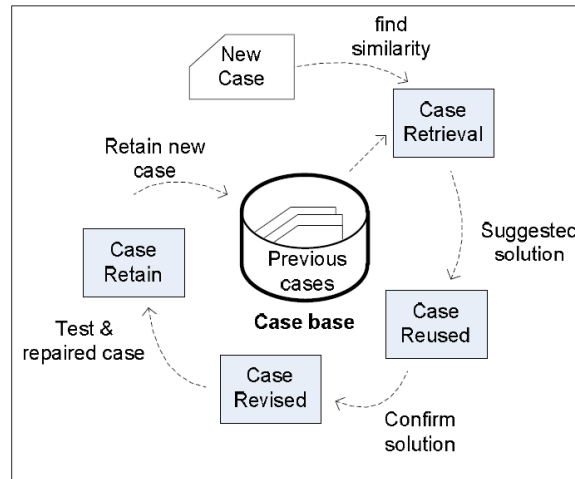 New
Case
find
similarity
Case
Retrieval
Retain new
case
Previous
cases
Case base
Suggested
solution
Case
Retain
Case
Reused
Test &
repaired case
Case
Revised
Confirm
solution